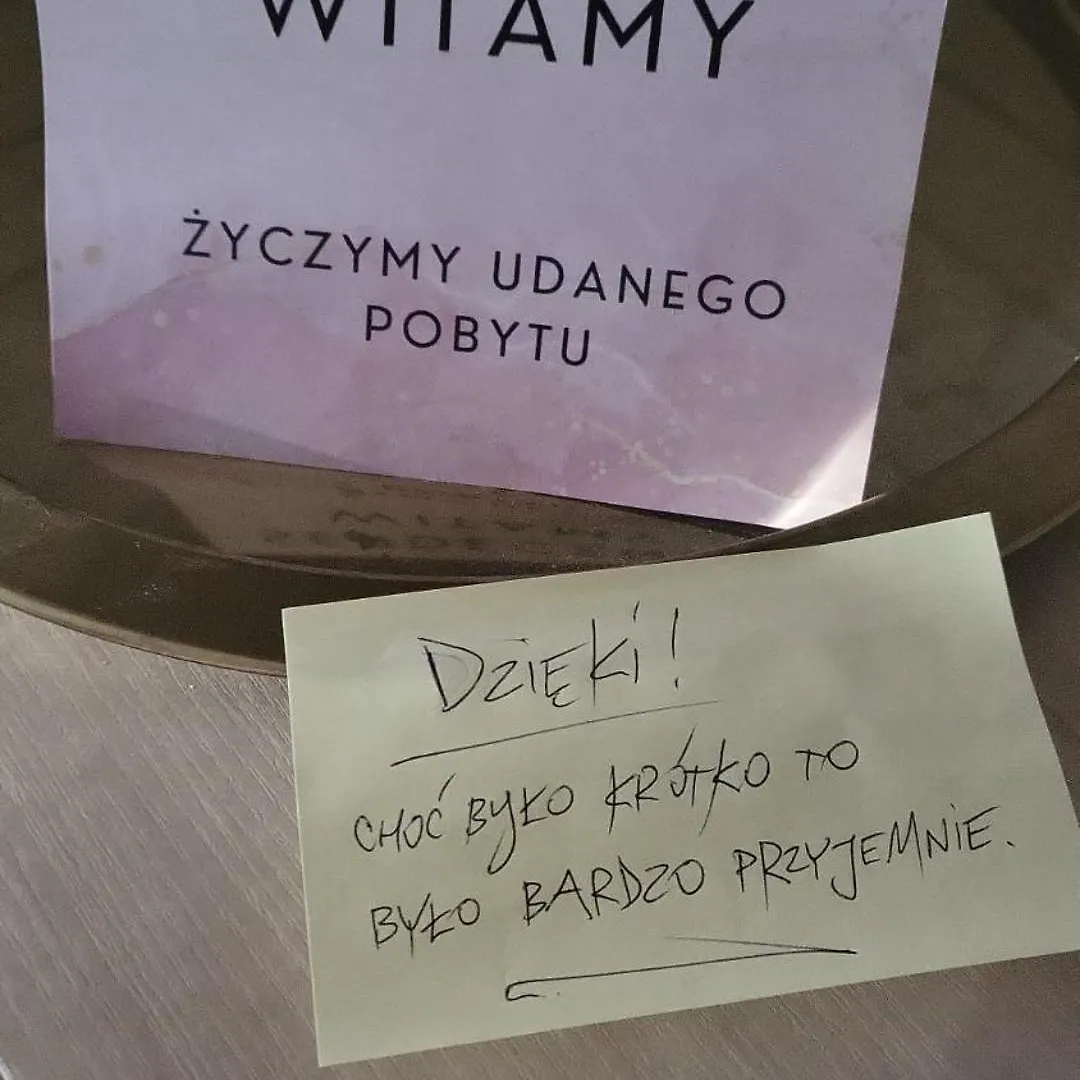 WITAMY
ŻYCZYMY UDANEGO
POBYTU
DZIĘKI!
CHOĆ BYŁO KRÓTKO TO
BYŁO BARDZO PRZYJEMNIE.